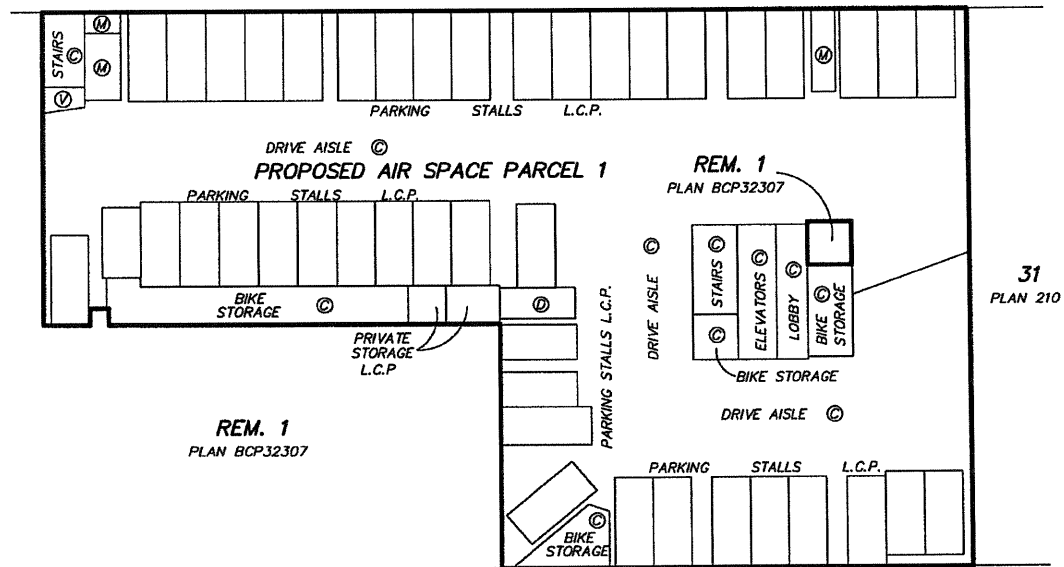 STAIRS Ⓒ
Ⓜ
Ⓜ
Ⓥ
Ⓜ
PARKING STALLS L.C.P.
DRIVE AISLE Ⓒ
PROPOSED AIR SPACE PARCEL 1
REM. 1
PLAN BCP32307
PARKING STALLS L.C.P.
BIKE
STORAGE Ⓒ
PRIVATE
STORAGE
L.C.P
Ⓓ
PARKING STALLS L.C.P.
DRIVE AISLE Ⓒ
STAIRS Ⓒ
Ⓒ
ELEVATORS Ⓒ
LOBBY Ⓒ
BIKE Ⓒ
STORAGE
BIKE STORAGE
31
PLAN 210
DRIVE AISLE Ⓒ
REM. 1
PLAN BCP32307
PARKING STALLS L.C.P.
Ⓒ
BIKE
STORAGE